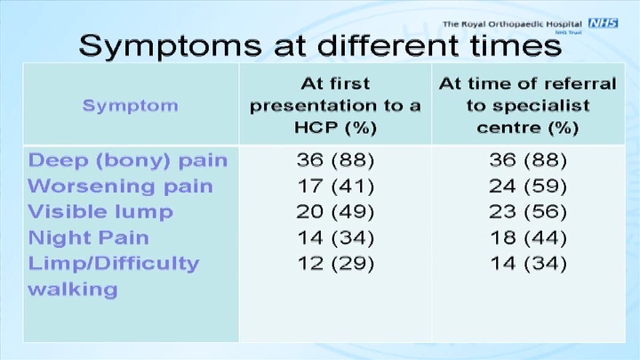 The Royal Orthopaedic Hospital NHS
NHS Trust
Symptoms at different times
Symptom
At first presentation to a HCP (%)
At time of referral to specialist centre (%)
Deep (bony) pain 36 (88) 36 (88)
Worsening pain 17 (41) 24 (59)
Visible lump 20 (49) 23 (56)
Night Pain 14 (34) 18 (44)
Limp/Difficulty walking 12 (29) 14 (34)